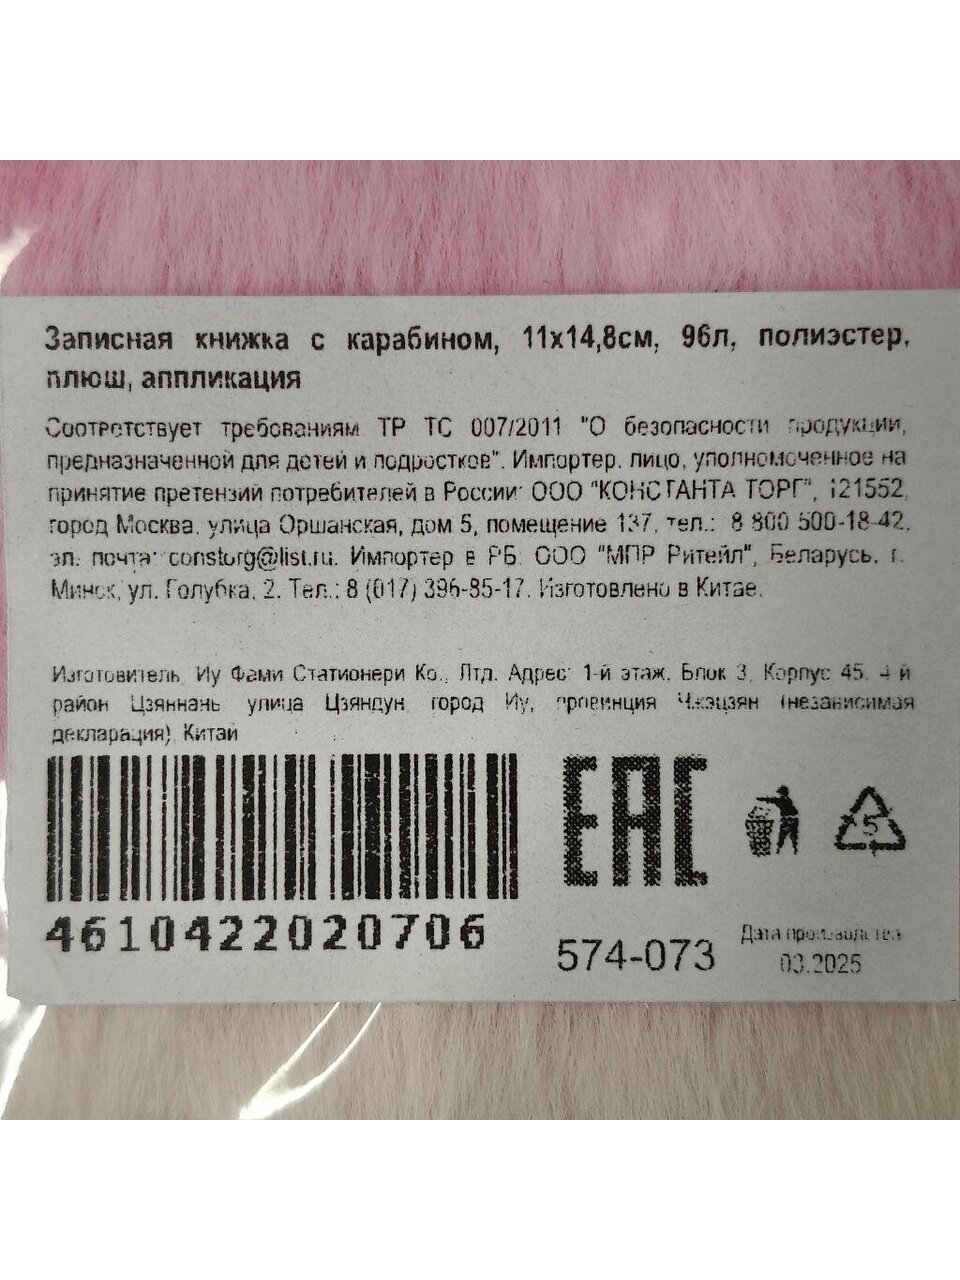 Записная книжка с карабином, 11х14,8см, 96л, полиэстер,
плюш, аппликация
Соответствует требованиям ТР ТС 007/2011 "О безопасности продукции,
предназначенной для детей и подростков". Импортер, лицо, уполномоченное на
принятие претензий потребителей в России: ООО "КОНСТАНТА ТОРГ", 121552,
город Москва, улица Оршанская, дом 5, помещение 137, тел.: 8 800 500-18-42,
эл. почта: constorg@list.ru. Импортер в РБ: ООО "МПР Ритейл", Беларусь, г.
Минск, ул. Голубка, 2. Тел.: 8 (017) 396-85-17. Изготовлено в Китае.
Изготовитель: Иу Фами Стационери Ко., Лтд. Адрес: 1-й этаж, Блок 3, Корпус 45, 4-й
район Цзяннань улица Цзяндун город Иу, провинция Чжэцзян (независимая
декларация), Китай
EAC
5
4610422020706
574-073
Дата производства
03.2025